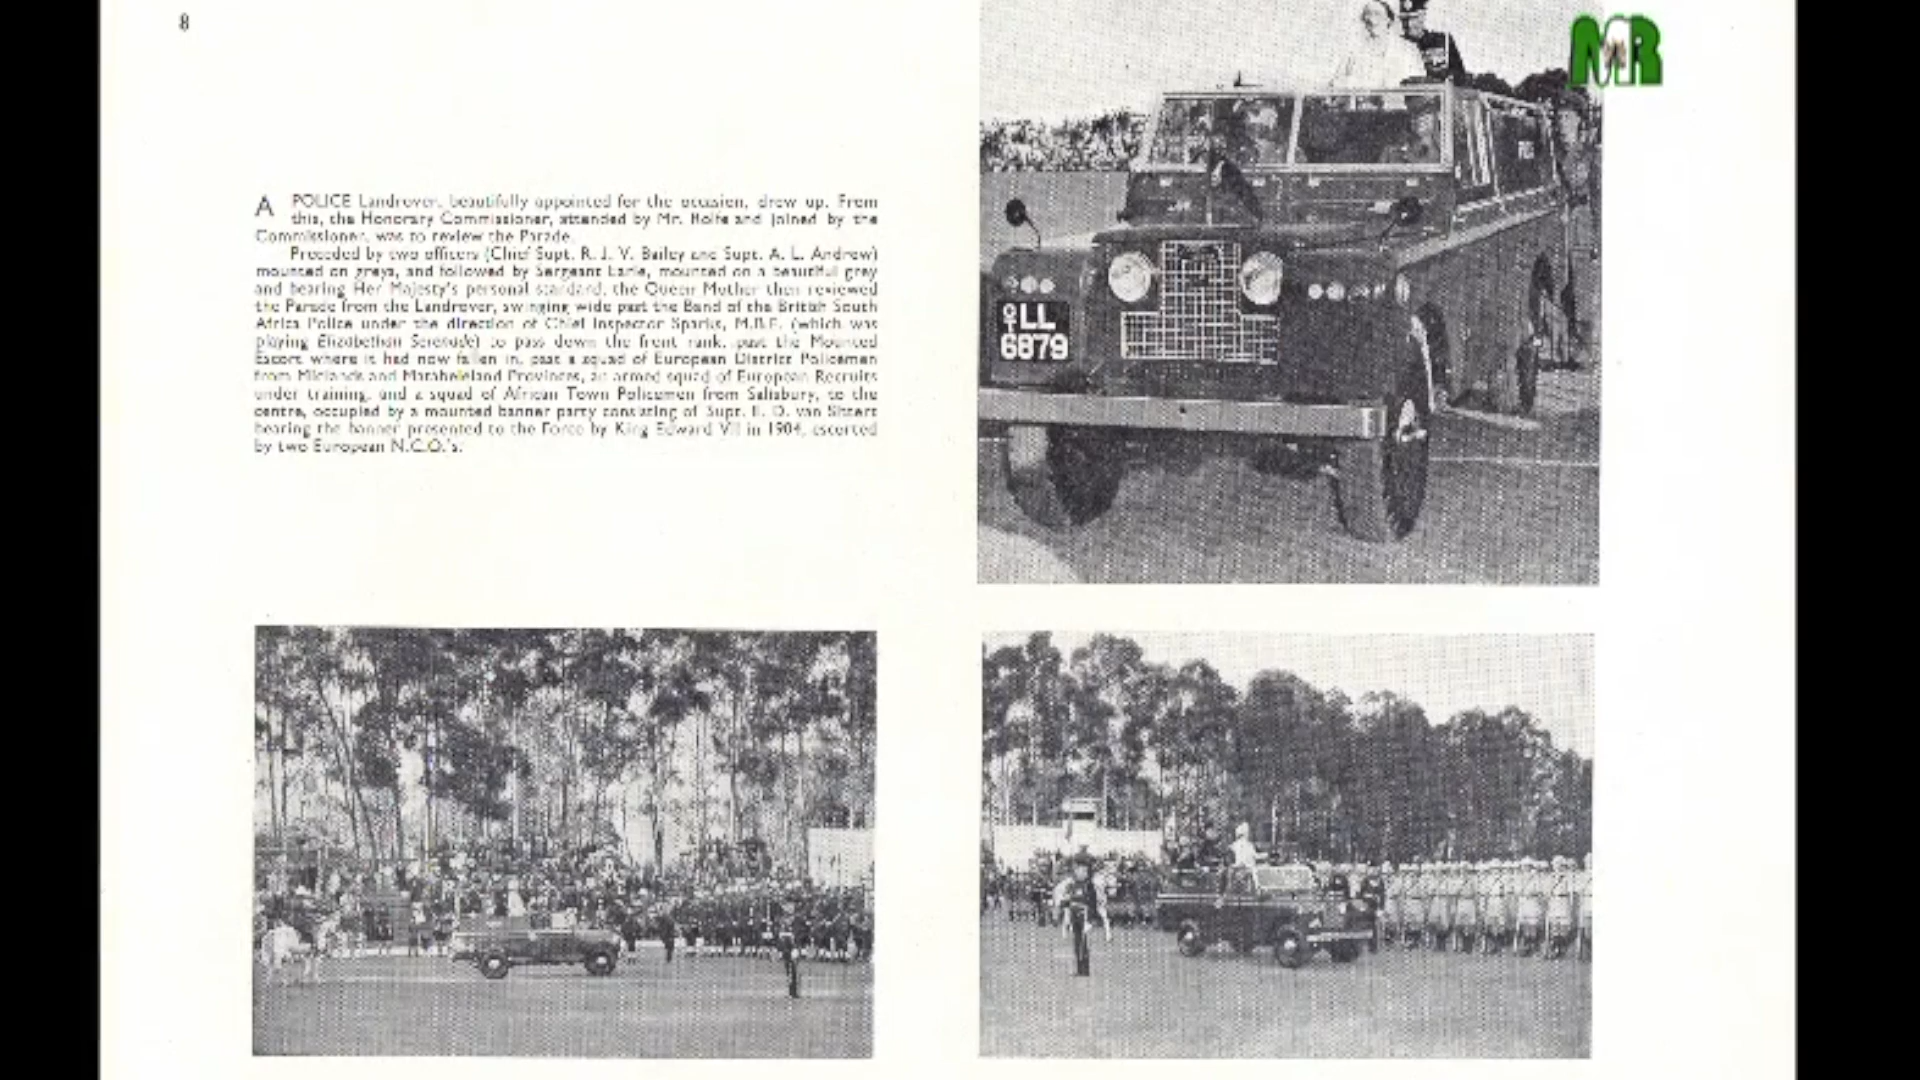 8
MR
A POLICE Landrover, beautifully appointed for the occasion, drew up. From
this, the Honorary Commissioner, attended by Mr. Rolfe and joined by the
Commissioner, was to review the Parade.
Preceded by two officers (Chief Supt. R. J. V. Bailey and Supt. A. L. Andrew)
mounted on greys, and followed by Sergeant Earle, mounted on a beautiful grey
and bearing Her Majesty's personal standard, the Queen Mother then reviewed
the Parade from the Landrover, swinging wide past the Band of the British South
Africa Police under the direction of Chief Inspector Sparks, M.B.E. (which was
playing Elizabethan Serenade) to pass down the front rank, past the Mounted
Escort where it had now fallen in, past a squad of European District Policemen
from Midlands and Matabeleland Provinces, an armed squad of European Recruits
under training, and a squad of African Town Policemen from Salisbury, to the
centre, occupied by a mounted banner party consisting of Supt. E. D. van Sittert
bearing the banner presented to the Force by King Edward VII in 1904, escorted
by two European N.C.O.'s.
LL
6879